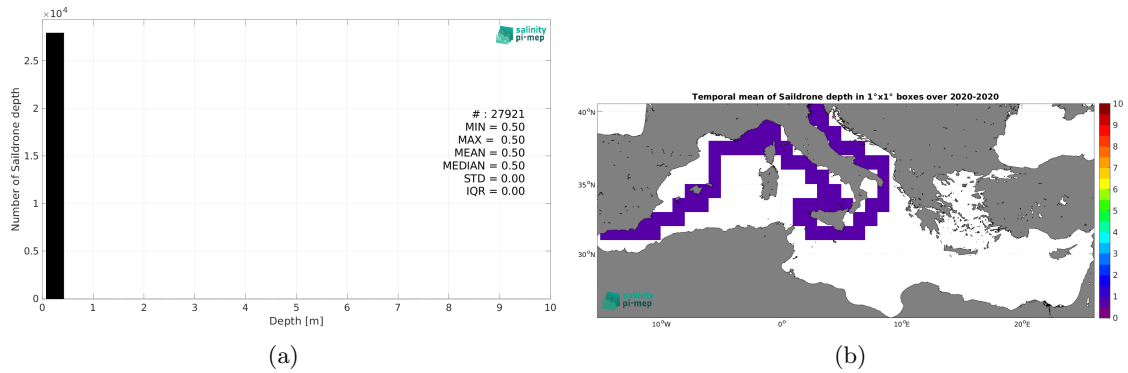 ×10⁴
salinity
pi-mep
Number of Saildrone depth
2.5
2
1.5
1
0.5
0
# : 27921
MIN = 0.50
MAX = 0.50
MEAN = 0.50
MEDIAN = 0.50
STD = 0.00
IQR = 0.00
0 1 2 3 4 5 6 7 8 9 10
Depth [m]
(a)
Temporal mean of Saildrone depth in 1°x1° boxes over 2020-2020
40°N
35°N
30°N
10°W 0° 10°E 20°E
salinity
pi-mep
10
9
8
7
6
5
4
3
2
1
0
(b)